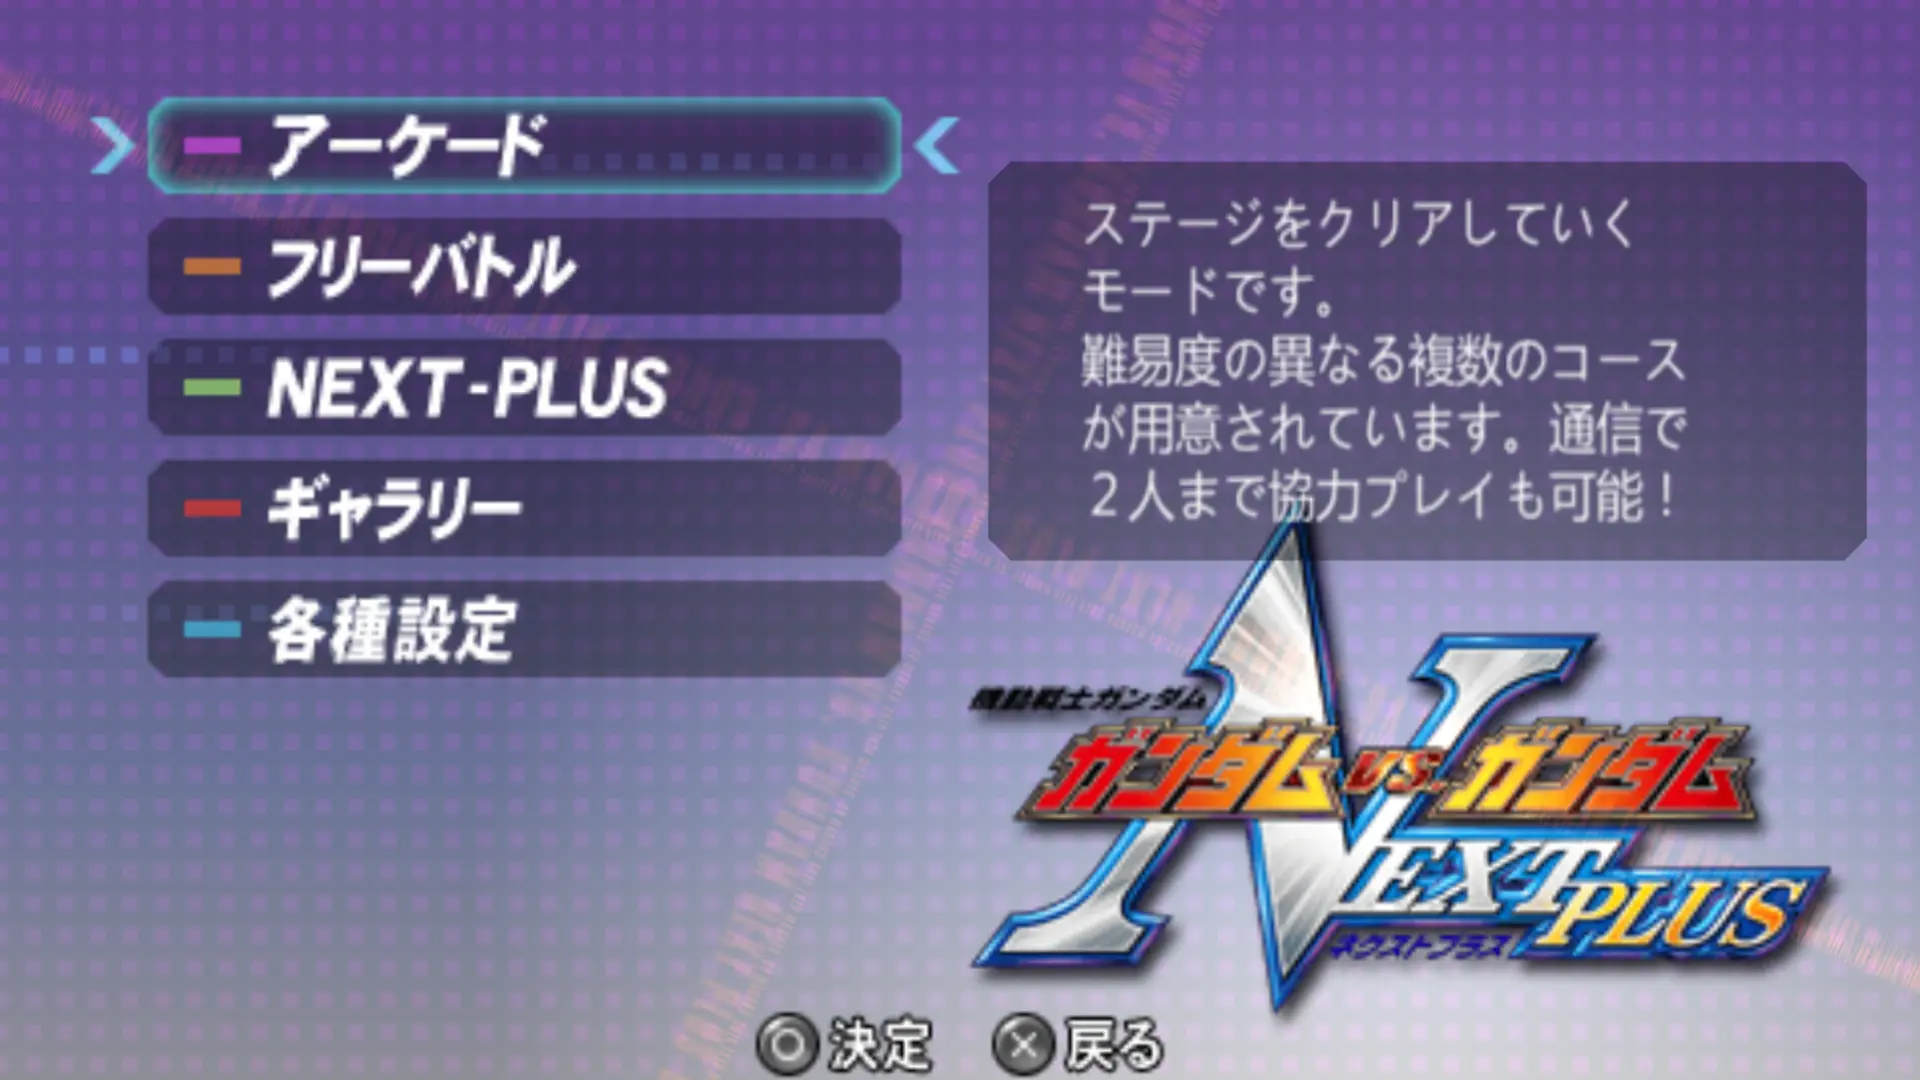 アーケード
フリーバトル
NEXT-PLUS
ギャラリー
各種設定
ステージをクリアしていく
モードです。
難易度の異なる複数のコース
が用意されています。通信で
２人まで協力プレイも可能！
機動戦士ガンダム
ガンダムVS.ガンダム
NEXT PLUS
ネクストプラス
決定 戻る